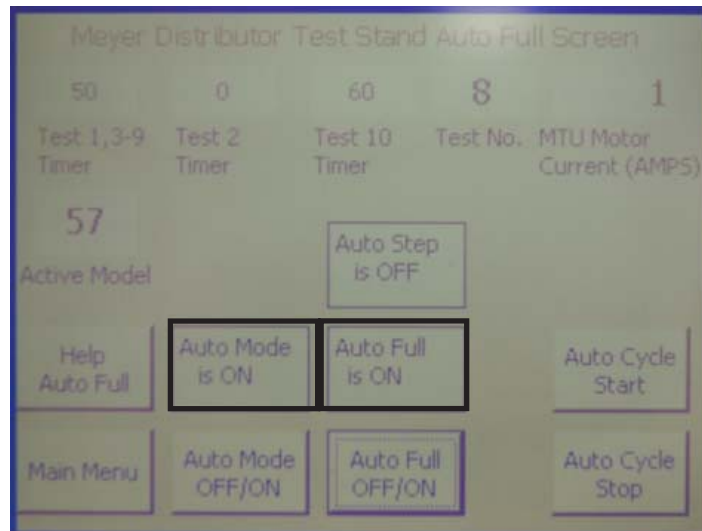 Meyer Distributor Test Stand Auto Full Screen
50 0 60 8 1
Test 1,3-9 Test 2 Test 10 Test No. MTU Motor
Timer Timer Timer Current (AMPS)
57
Active Model
Auto Step
is OFF
Help
Auto Full
Auto Mode
is ON
Auto Full
is ON
Auto Cycle
Start
Main Menu
Auto Mode
OFF/ON
Auto Full
OFF/ON
Auto Cycle
Stop